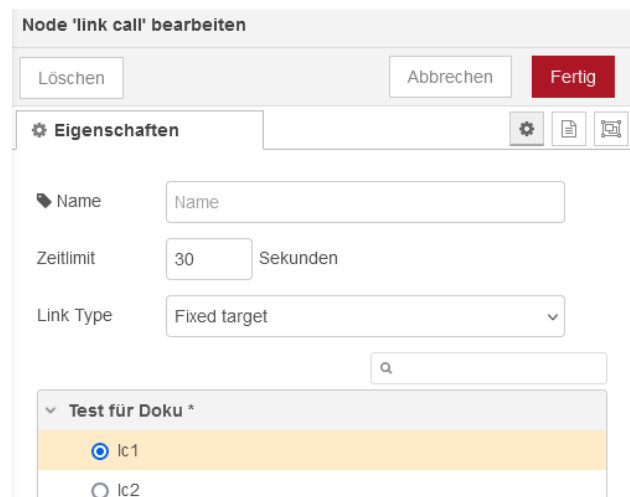 Node 'link call' bearbeiten
Löschen Abbrechen Fertig
Eigenschaften
Name Name
Zeitlimit 30 Sekunden
Link Type Fixed target
Test für Doku *
lc1
lc2